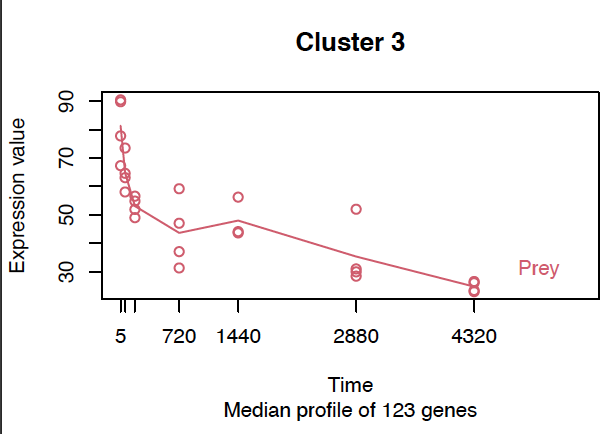 Cluster 3
Expression value
90
70
50
30
Prey
5 720 1440 2880 4320
Time
Median profile of 123 genes